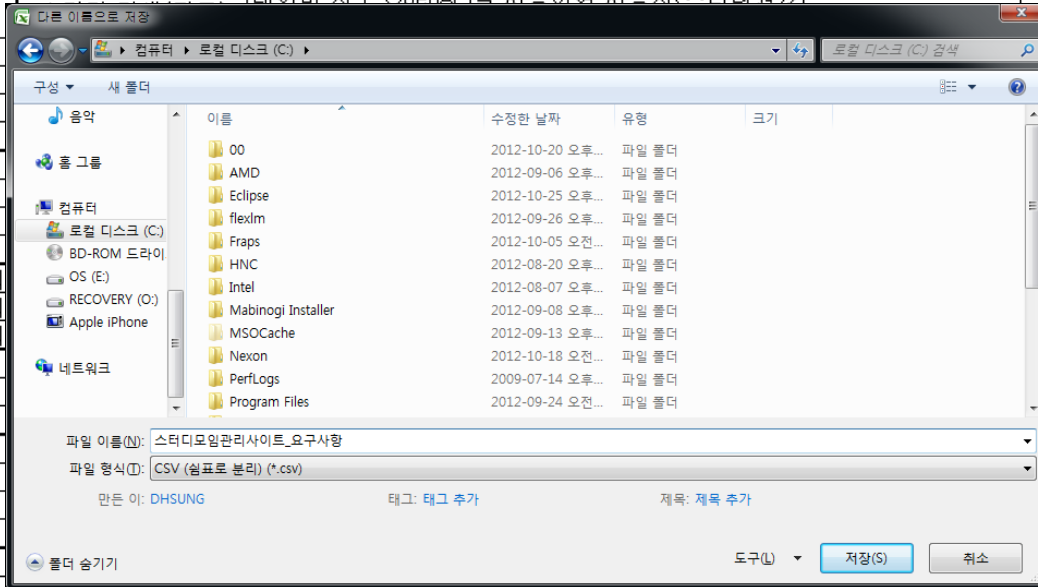 다른 이름으로 저장
컴퓨터 로컬 디스크 (C:) 로컬 디스크 (C:) 검색
구성 새 폴더
음악
홈 그룹
컴퓨터
로컬 디스크 (C:)
BD-ROM 드라이
OS (E:)
RECOVERY (O:)
Apple iPhone
네트워크
이름 수정한 날짜 유형 크기
00 2012-10-20 오후... 파일 폴더
AMD 2012-09-06 오후... 파일 폴더
Eclipse 2012-10-25 오후... 파일 폴더
flexlm 2012-09-26 오후... 파일 폴더
Fraps 2012-10-05 오전... 파일 폴더
HNC 2012-08-20 오후... 파일 폴더
Intel 2012-08-07 오후... 파일 폴더
Mabinogi Installer 2012-09-08 오후... 파일 폴더
MSOCache 2012-09-13 오후... 파일 폴더
Nexon 2012-10-18 오전... 파일 폴더
PerfLogs 2009-07-14 오후... 파일 폴더
Program Files 2012-09-24 오전... 파일 폴더
파일 이름(N): 스터디모임관리사이트_요구사항
파일 형식(T): CSV (쉼표로 분리) (*.csv)
만든 이: DHSUNG 태그: 태그 추가 제목: 제목 추가
폴더 숨기기 도구(L) 저장(S) 취소